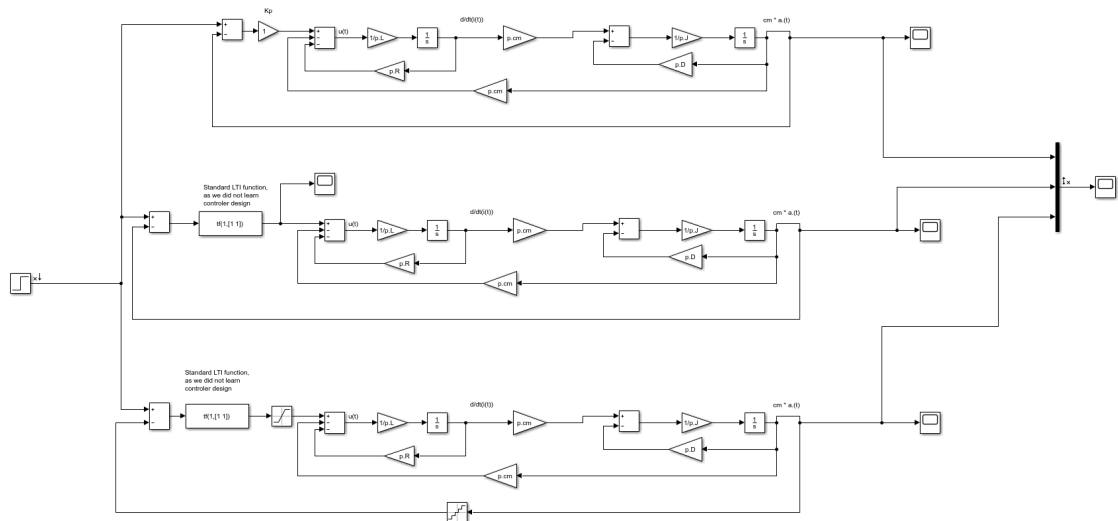 Kp
d/dt(i(t))
cm * a.(t)
+
−
1
+
−
−
u(t)
1/p.L
1
s
p.cm
+
−
1/p.J
1
s
p.R
p.D
p.cm
Standard LTI function,
as we did not learn
controler design
d/dt(i(t))
cm * a.(t)
+
−
tf(1,[1 1])
+
−
−
u(t)
1/p.L
1
s
p.cm
+
−
1/p.J
1
s
p.R
p.D
p.cm
Standard LTI function,
as we did not learn
controler design
d/dt(i(t))
cm * a.(t)
+
−
tf(1,[1 1])
+
−
−
u(t)
1/p.L
1
s
p.cm
+
−
1/p.J
1
s
p.R
p.D
p.cm